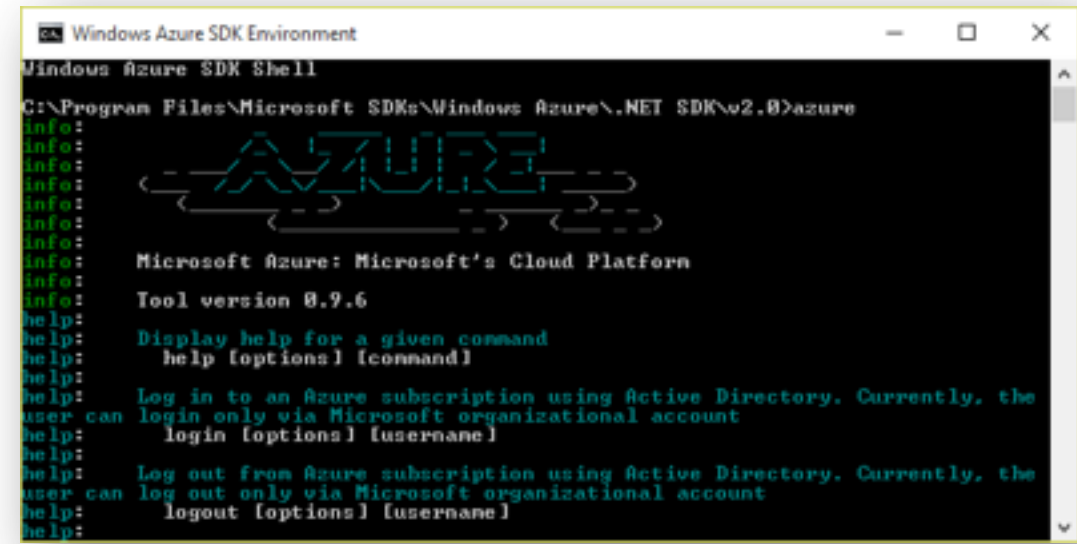 Windows Azure SDK Environment
Windows Azure SDK Shell
C:\Program Files\Microsoft SDKs\Windows Azure\.NET SDK\v2.0>azure
info:
info:
info:
info: AZURE
info:
info:
info:
info: Microsoft Azure: Microsoft's Cloud Platform
info:
info: Tool version 0.9.6
help:
help: Display help for a given command
help: help [options] [command]
help:
help: Log in to an Azure subscription using Active Directory. Currently, the
user can login only via Microsoft organizational account
help: login [options] [username]
help:
help: Log out from Azure subscription using Active Directory. Currently, the
user can log out only via Microsoft organizational account
help: logout [options] [username]
help: